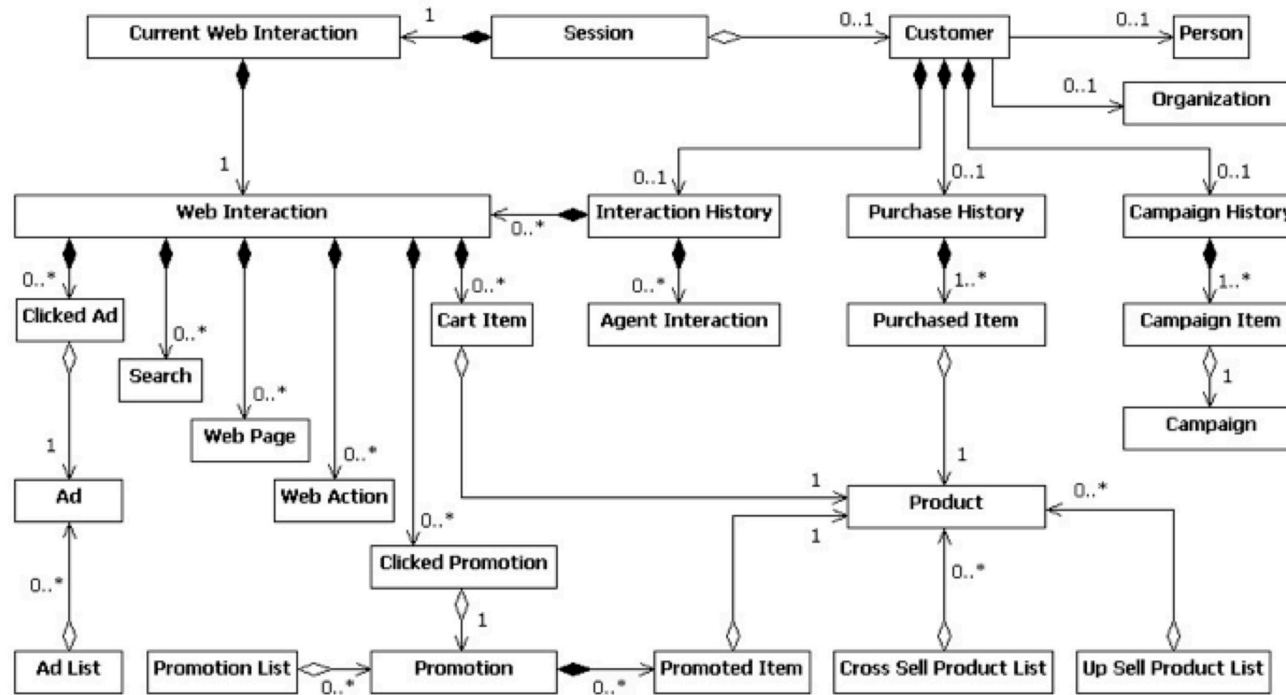 1
0..1
0..1
Current Web Interaction
Session
Customer
Person
0..1
Organization
1
0..1
0..1
0..1
Web Interaction
Interaction History
Purchase History
Campaign History
0..*
0..*
0..*
0..*
1..*
1..*
Clicked Ad
Cart Item
Agent Interaction
Purchased Item
Campaign Item
0..*
Search
1
0..*
Campaign
Web Page
1
0..*
1
Ad
Web Action
1
Product
0..*
0..*
1
Clicked Promotion
0..*
0..*
1
Ad List
Promotion List
0..*
Promotion
0..*
Promoted Item
Cross Sell Product List
Up Sell Product List